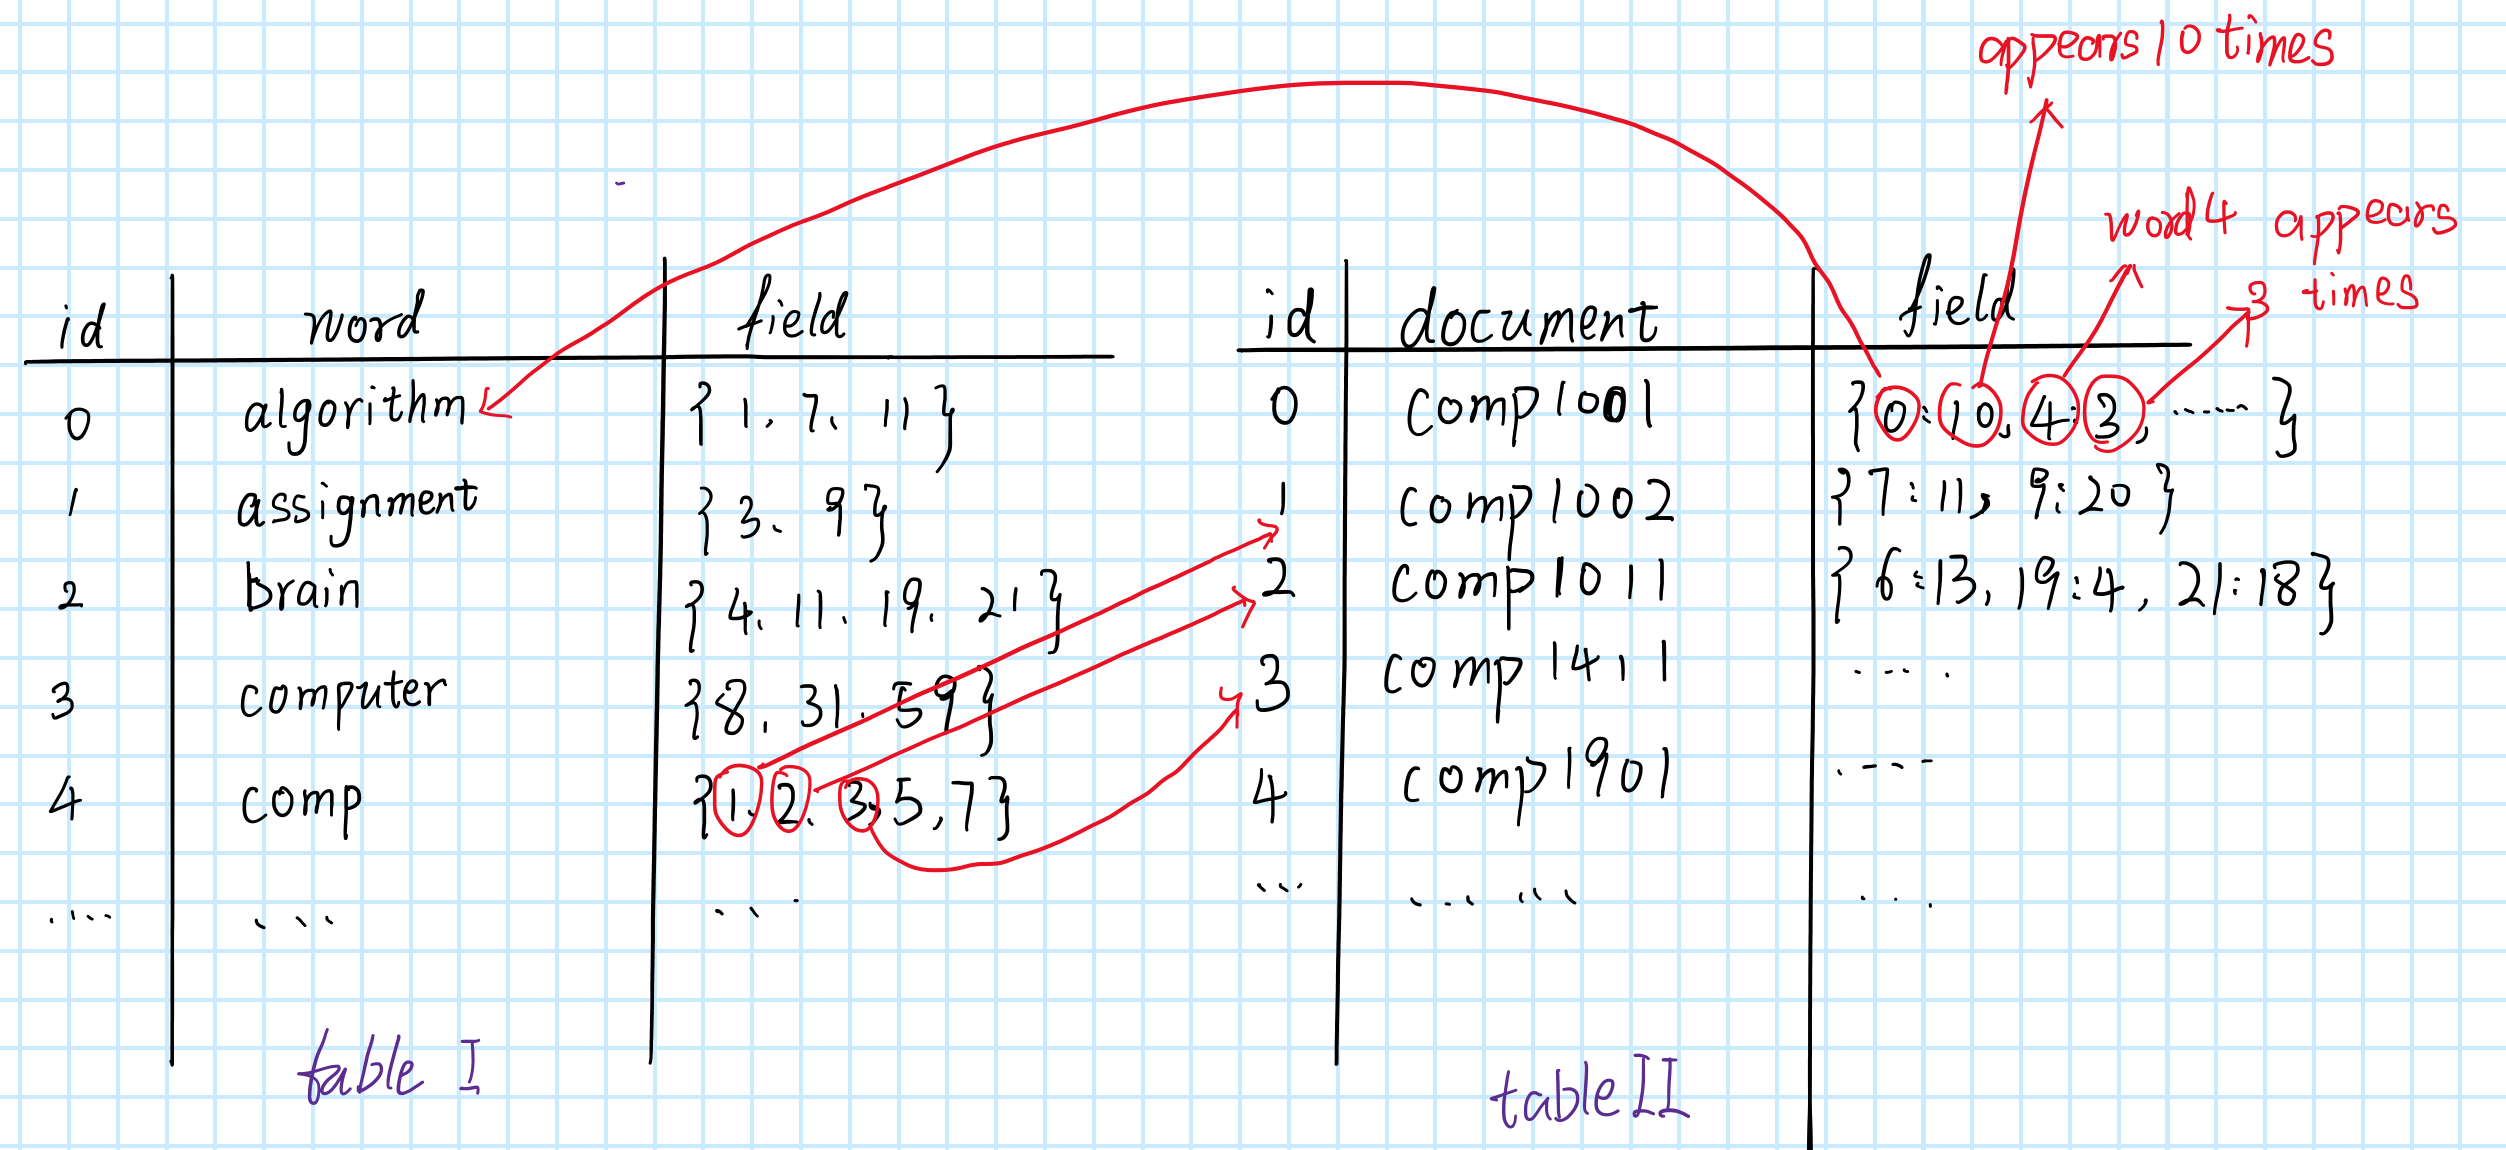 appears 10 times
word4 appears
3 times
id word field
id document field
0 algorithm {1, 7, 11}
0 comp1001 {0:10, 4:3, ......}
1 assignment {3, 9}
1 comp1002 {7:11, 9:20}
2 brain {4, 11, 19, 21}
2 comp1011 {6:13, 19:4, 21:18}
3 computer {8, 31, 59}
3 comp1411 ....
4 comp {1, 2, 3, 5, 7}
4 comp1901 ....
.... .... ...
... ...... ...
table I
table II